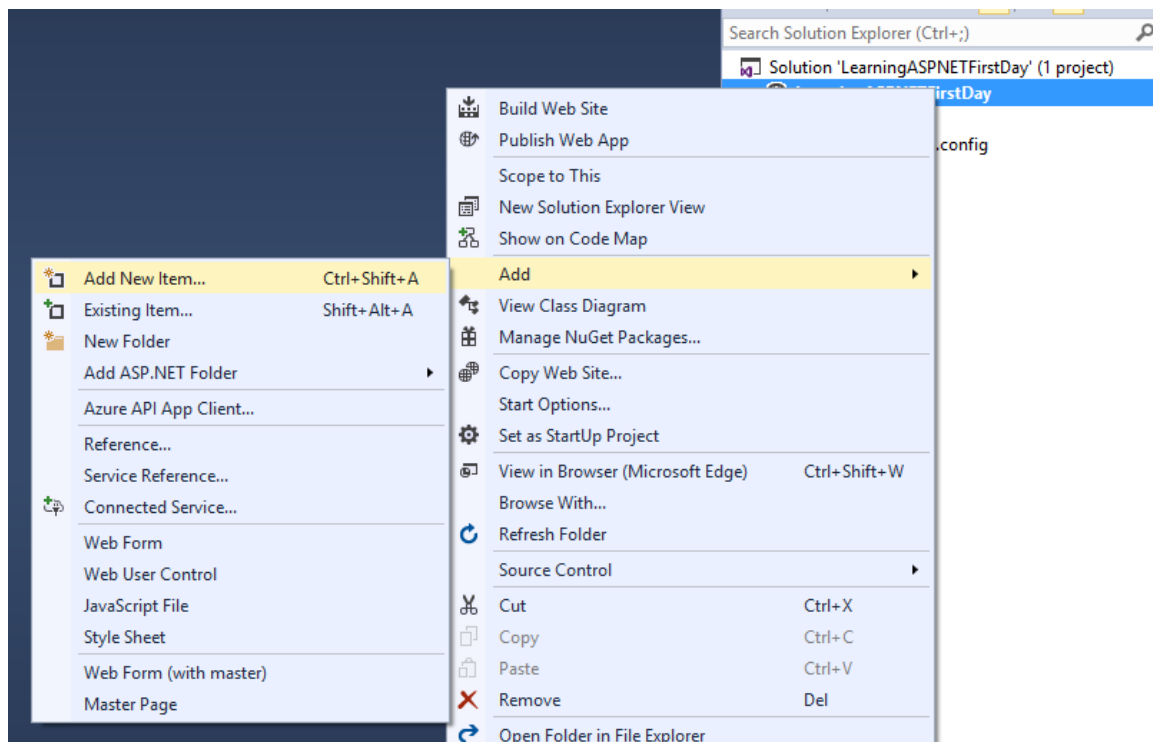 Search Solution Explorer (Ctrl+;)
Solution 'LearningASPNETFirstDay' (1 project)
irstDay
.config
Build Web Site
Publish Web App
Scope to This
New Solution Explorer View
Show on Code Map
Add
View Class Diagram
Manage NuGet Packages...
Copy Web Site...
Start Options...
Set as StartUp Project
View in Browser (Microsoft Edge) Ctrl+Shift+W
Browse With...
Refresh Folder
Source Control
Cut Ctrl+X
Copy Ctrl+C
Paste Ctrl+V
Remove Del
Open Folder in File Explorer
Add New Item... Ctrl+Shift+A
Existing Item... Shift+Alt+A
New Folder
Add ASP.NET Folder
Azure API App Client...
Reference...
Service Reference...
Connected Service...
Web Form
Web User Control
JavaScript File
Style Sheet
Web Form (with master)
Master Page